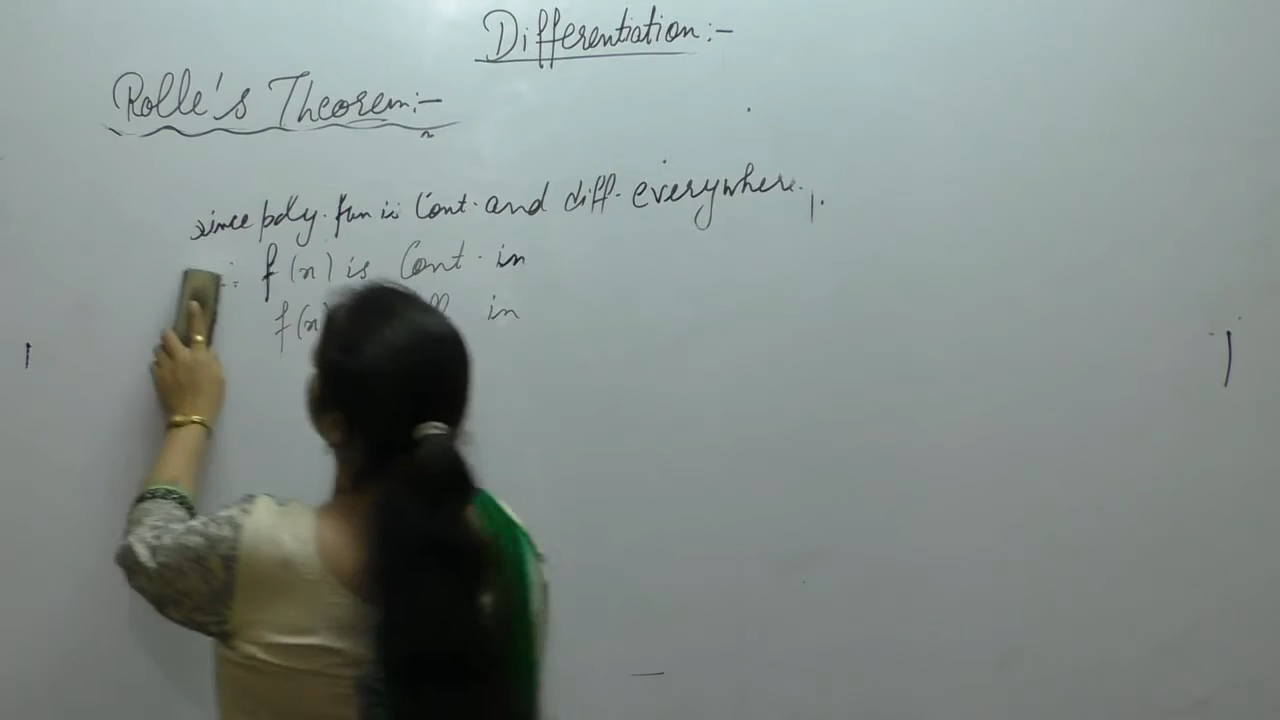 Differentiation:-
Rolle's Theorem:-
since poly. fun is Cont. and diff. everywhere.
∴ f(x) is Cont. in
f(x) in